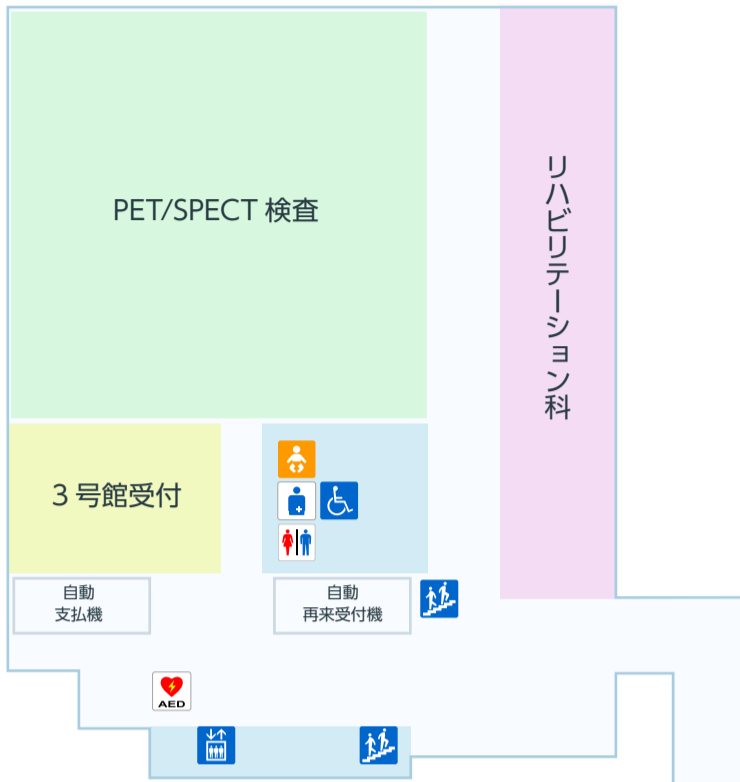 PET/SPECT 検査
リハビリテーション科
3 号館受付
自動
支払機
自動
再来受付機
AED